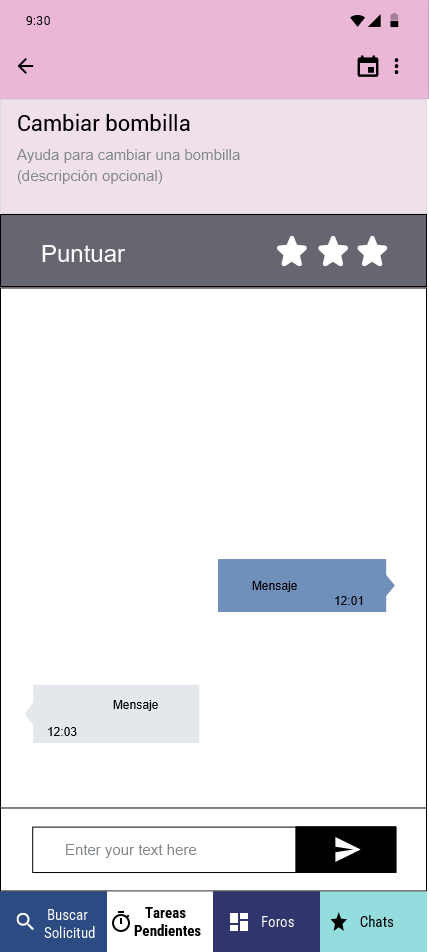 9:30
Cambiar bombilla
Ayuda para cambiar una bombilla
(descripción opcional)
Puntuar
Mensaje
12:01
Mensaje
12:03
Enter your text here
Buscar
Solicitud
Tareas
Pendientes
Foros
Chats